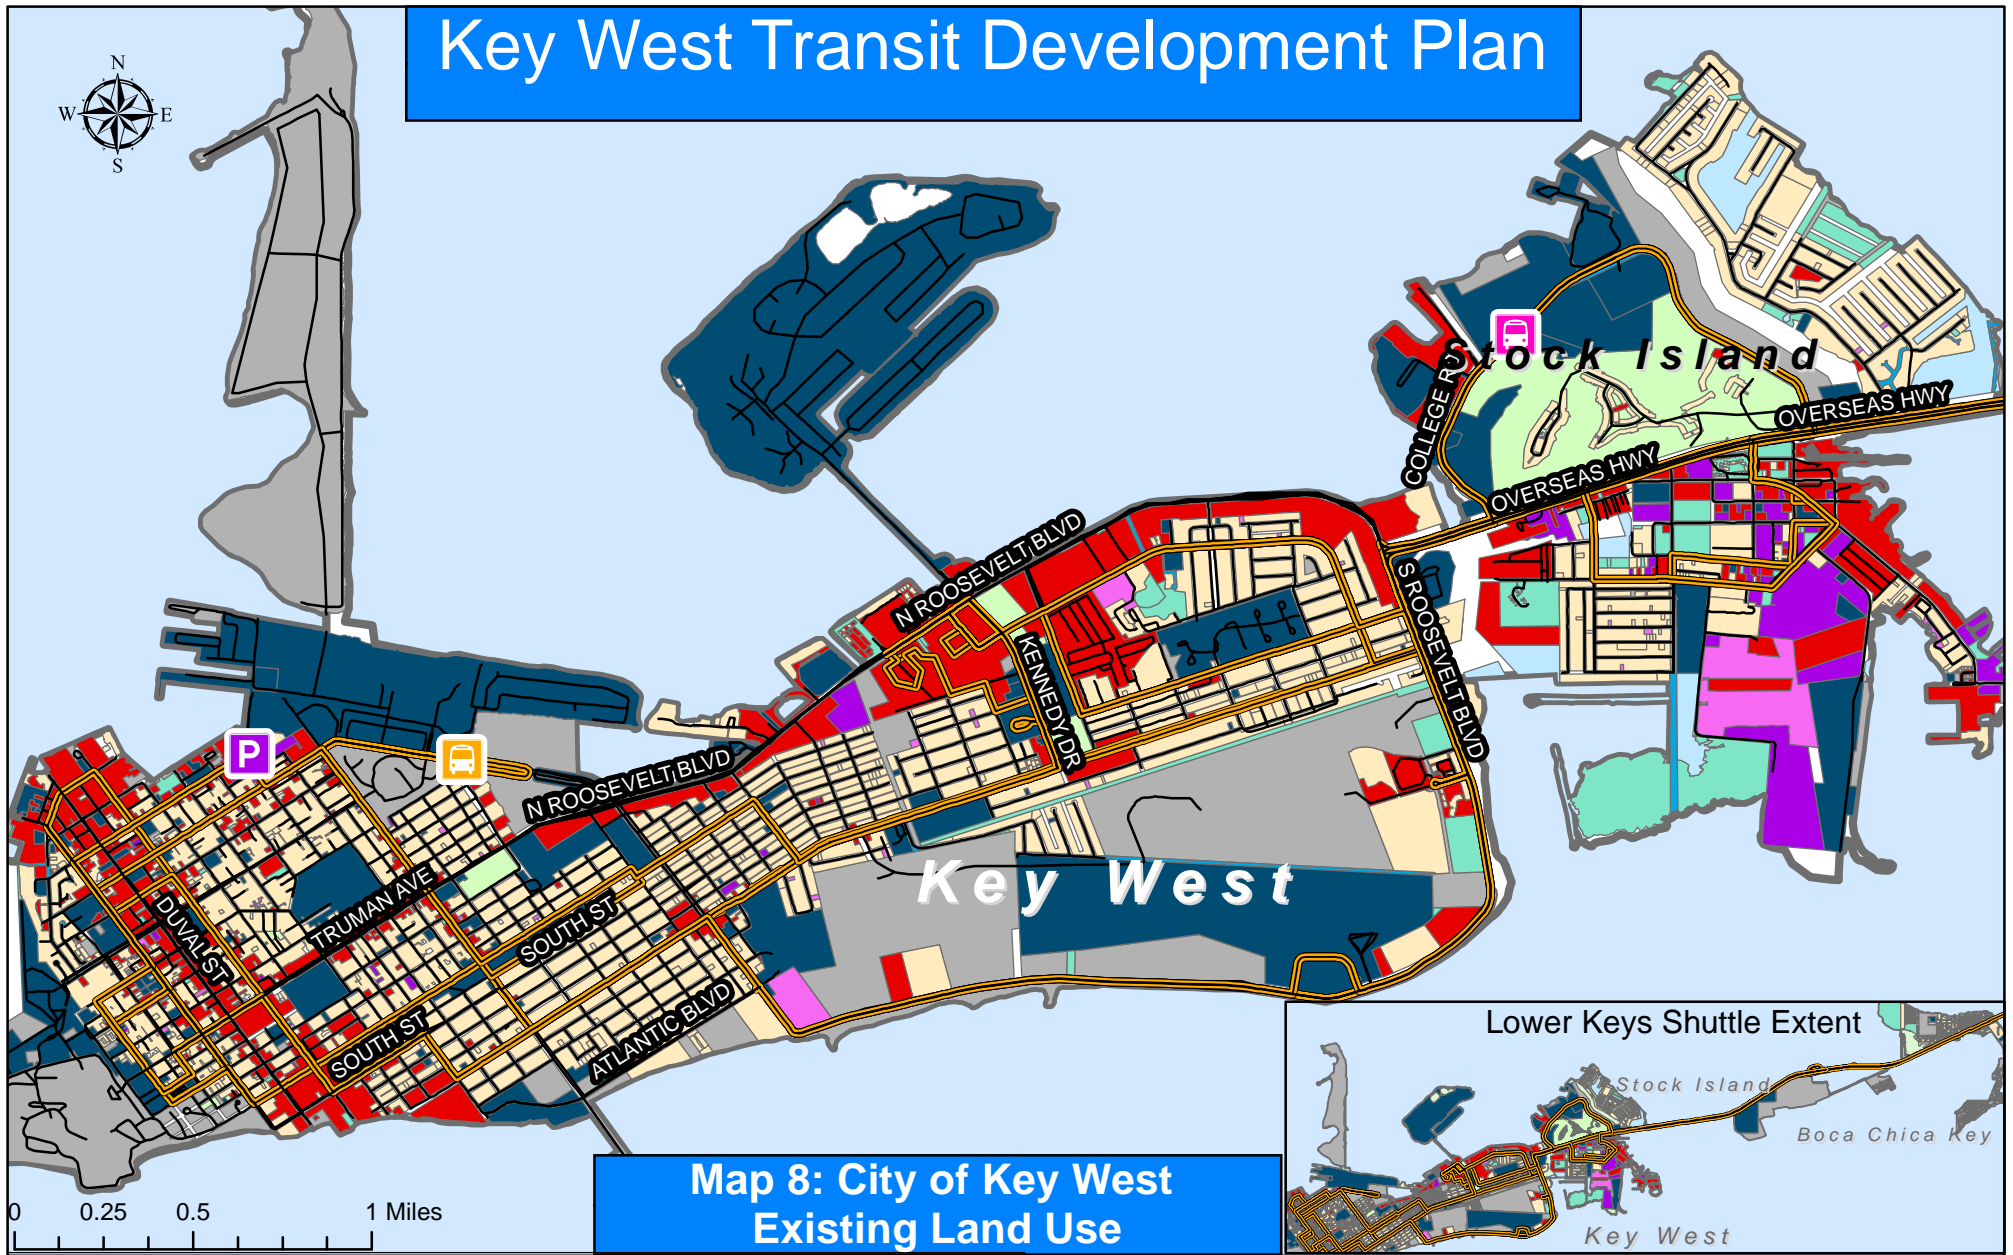 Key West Transit Development Plan
N
W E
S
Stock Island
COLLEGE RD
OVERSEAS HWY
OVERSEAS HWY
N ROOSEVELT BLVD
S ROOSEVELT BLVD
KENNEDY DR
P
N ROOSEVELT BLVD
Key West
TRUMAN AVE
DUVAL ST
SOUTH ST
SOUTH ST
ATLANTIC BLVD
Lower Keys Shuttle Extent
Stock Island
Boca Chica Key
Key West
0 0.25 0.5 1 Miles
Map 8: City of Key West
Existing Land Use